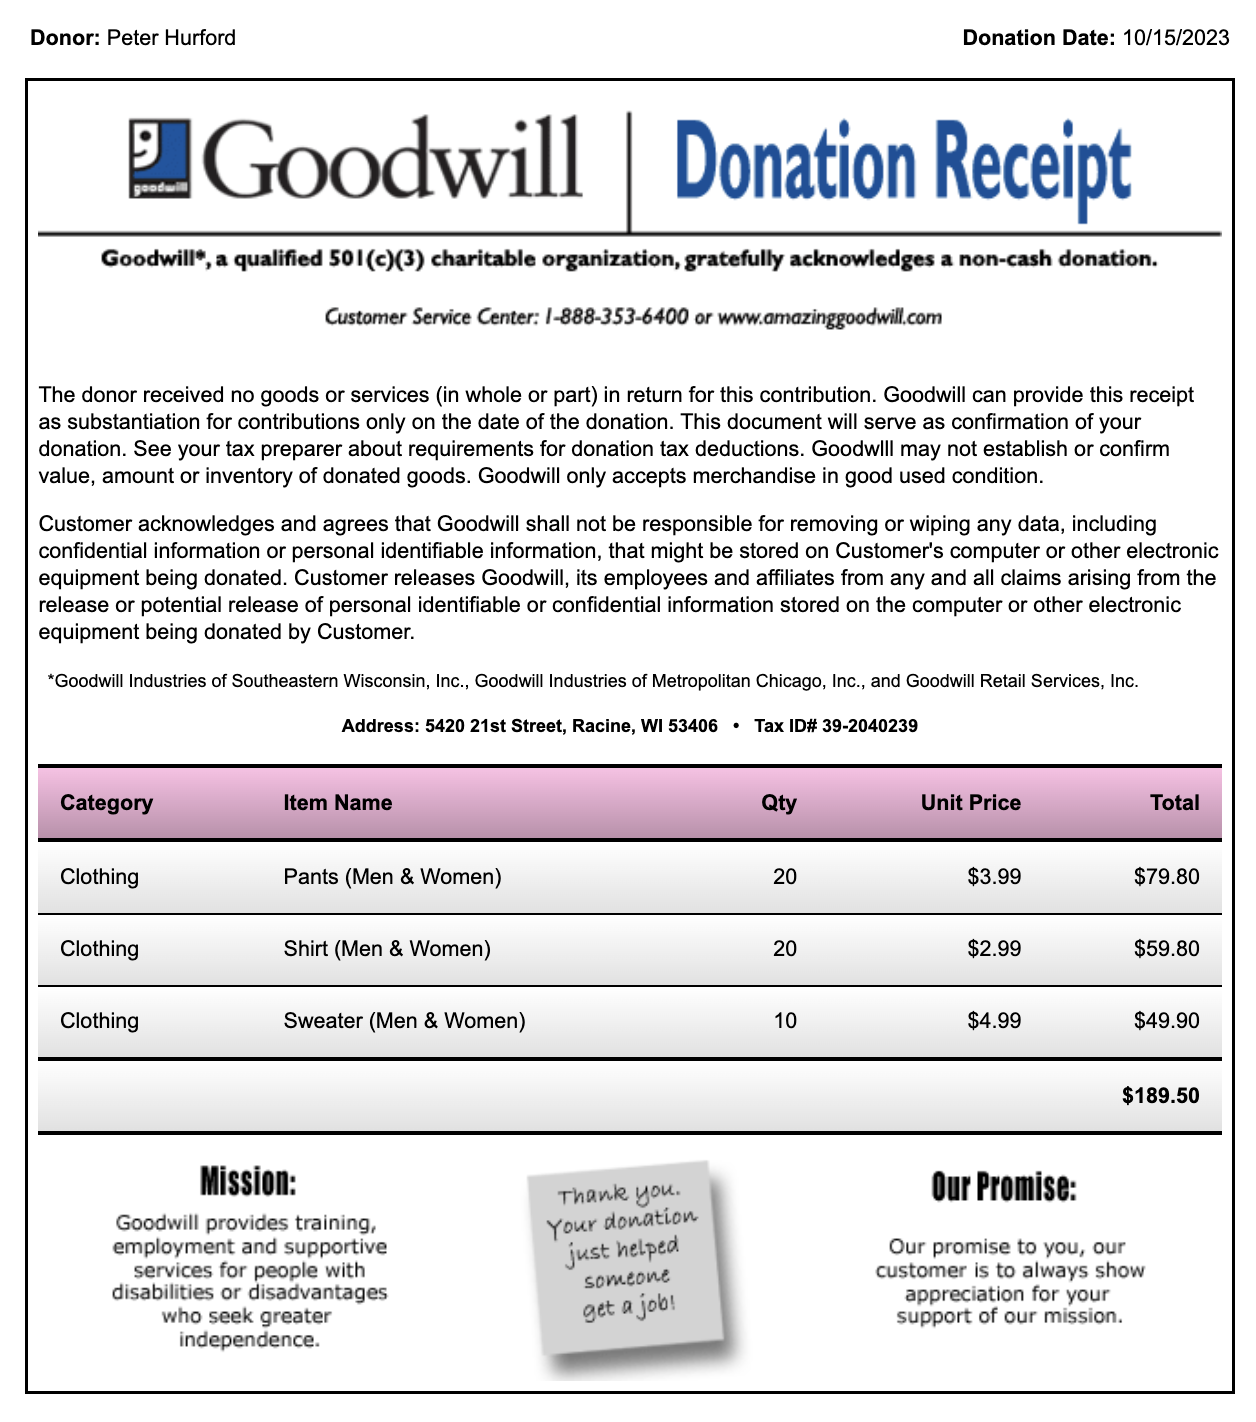 Donor: Peter Hurford Donation Date: 10/15/2023
goodwill Goodwill Donation Receipt
Goodwill*, a qualified 501(c)(3) charitable organization, gratefully acknowledges a non-cash donation.
Customer Service Center: 1-888-353-6400 or www.amazinggoodwill.com
The donor received no goods or services (in whole or part) in return for this contribution. Goodwill can provide this receipt
as substantiation for contributions only on the date of the donation. This document will serve as confirmation of your
donation. See your tax preparer about requirements for donation tax deductions. Goodwlll may not establish or confirm
value, amount or inventory of donated goods. Goodwill only accepts merchandise in good used condition.
Customer acknowledges and agrees that Goodwill shall not be responsible for removing or wiping any data, including
confidential information or personal identifiable information, that might be stored on Customer's computer or other electronic
equipment being donated. Customer releases Goodwill, its employees and affiliates from any and all claims arising from the
release or potential release of personal identifiable or confidential information stored on the computer or other electronic
equipment being donated by Customer.
*Goodwill Industries of Southeastern Wisconsin, Inc., Goodwill Industries of Metropolitan Chicago, Inc., and Goodwill Retail Services, Inc.
Address: 5420 21st Street, Racine, WI 53406 • Tax ID# 39-2040239
Category Item Name Qty Unit Price Total
Clothing Pants (Men & Women) 20 $3.99 $79.80
Clothing Shirt (Men & Women) 20 $2.99 $59.80
Clothing Sweater (Men & Women) 10 $4.99 $49.90
$189.50
Mission:
Goodwill provides training,
employment and supportive
services for people with
disabilities or disadvantages
who seek greater
independence.
Thank you.
Your donation
just helped
someone
get a job!
Our Promise:
Our promise to you, our
customer is to always show
appreciation for your
support of our mission.